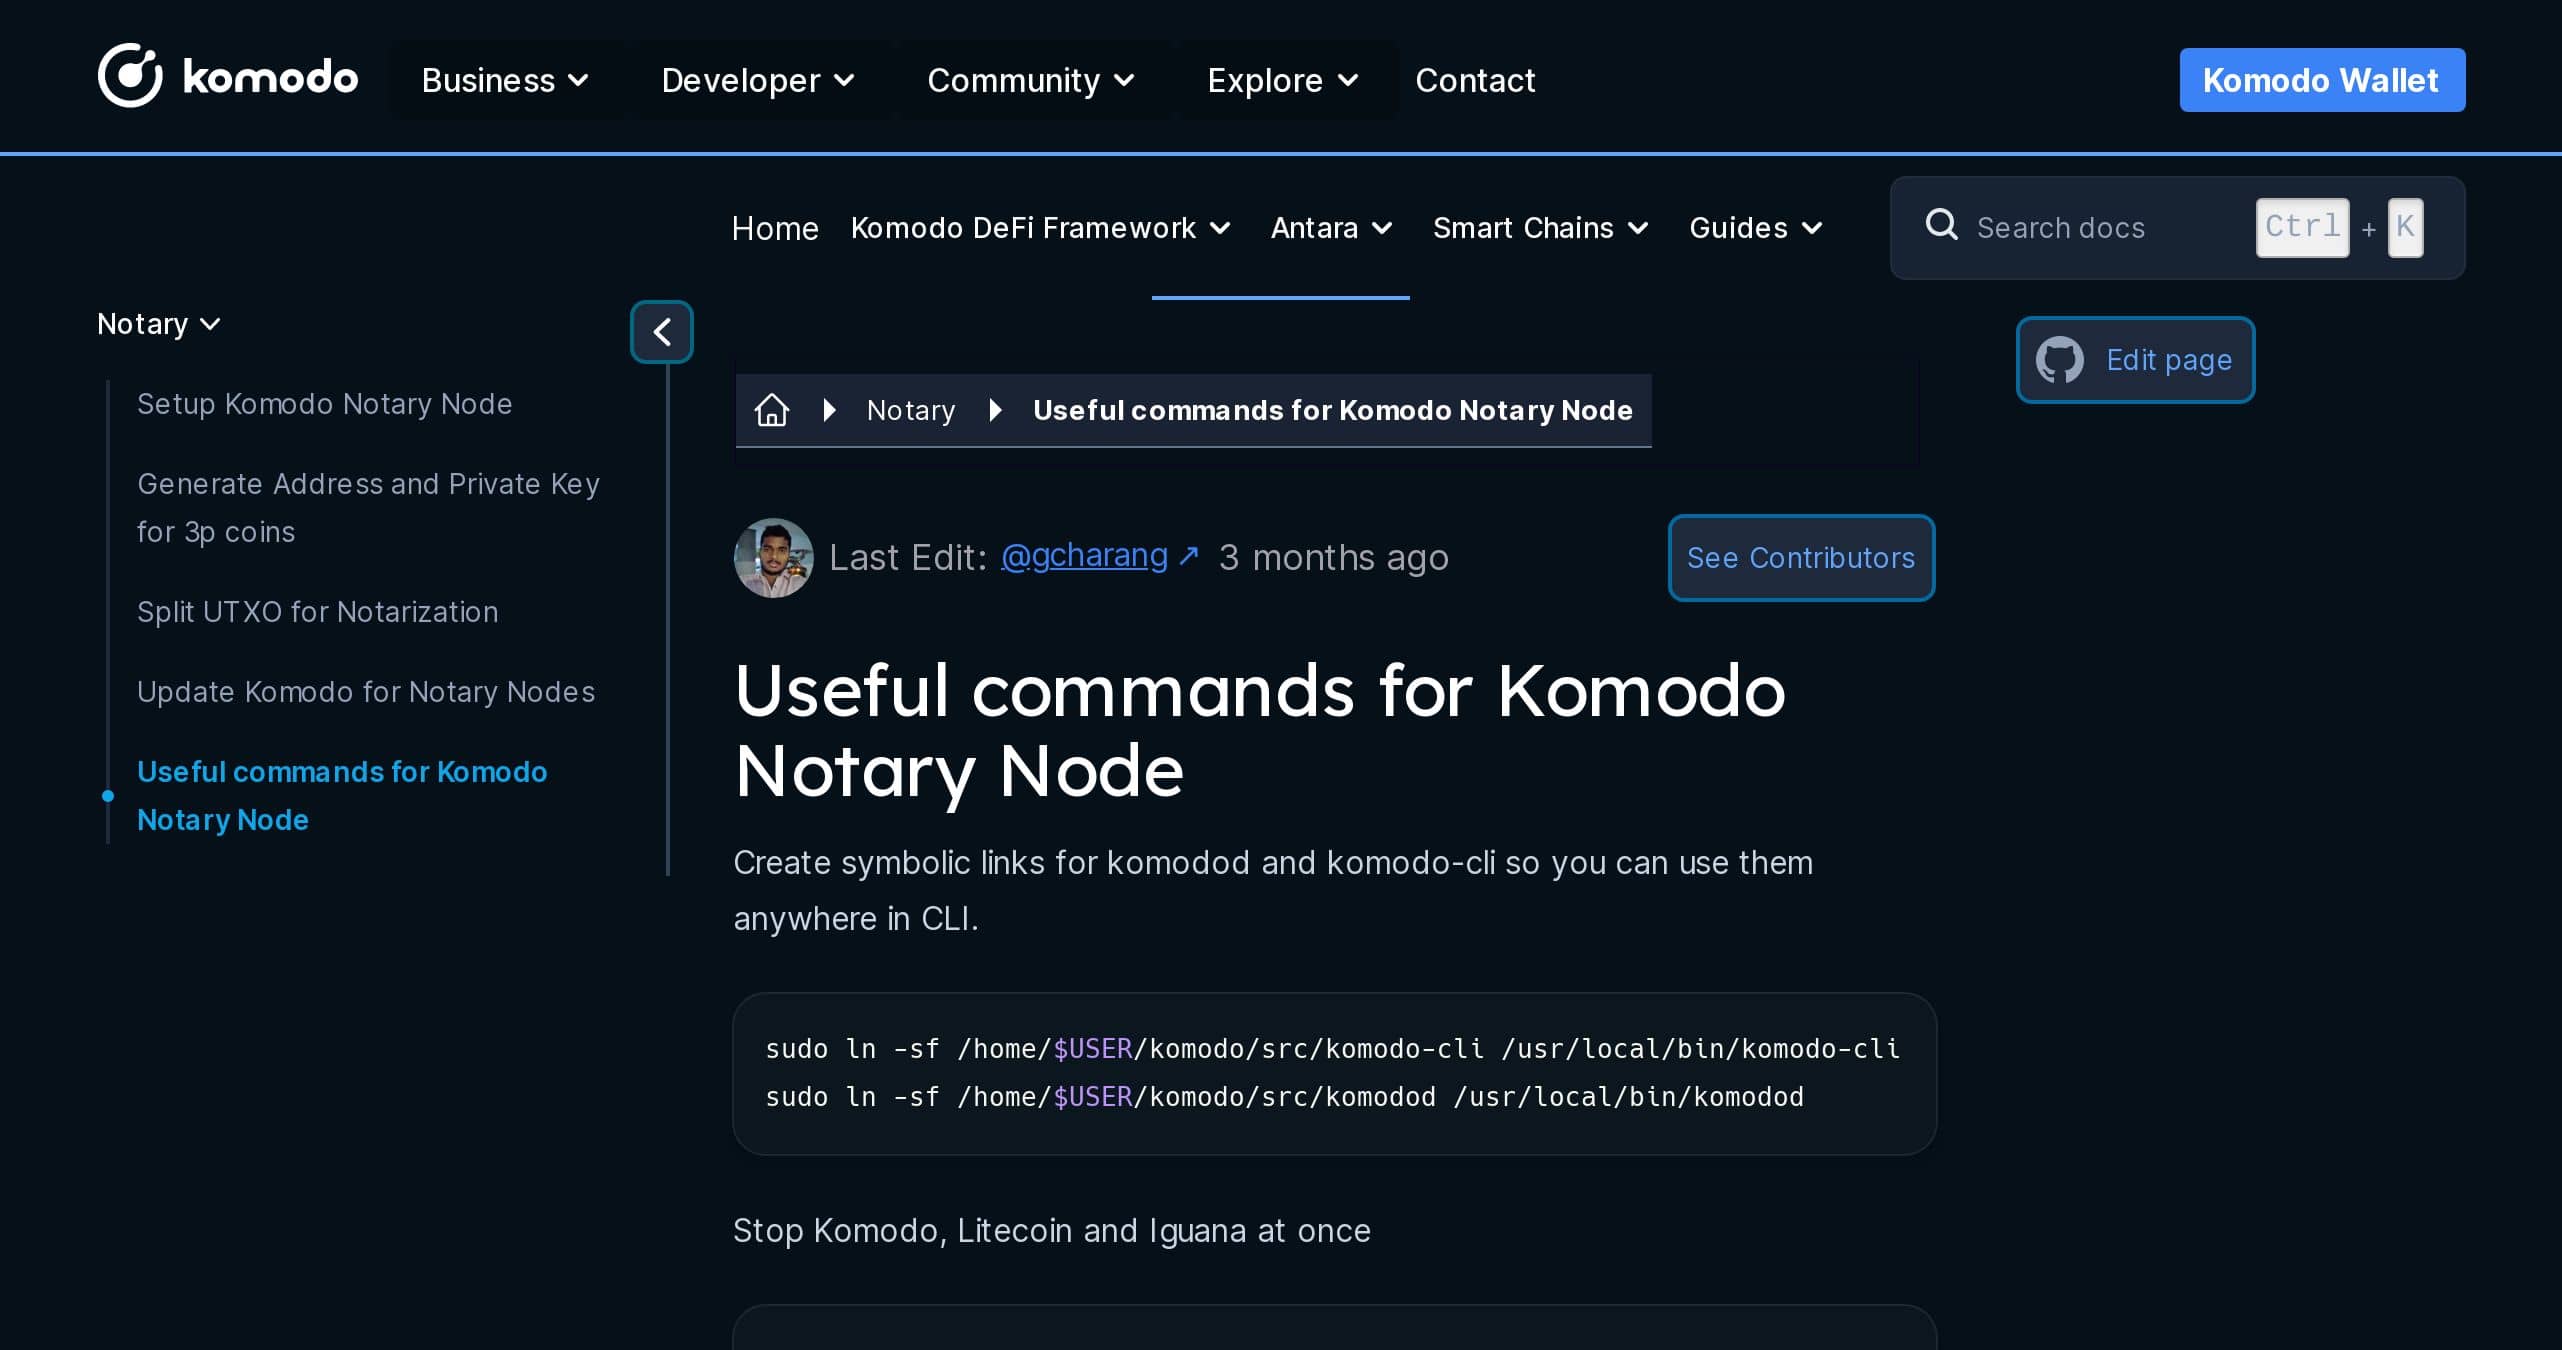 komodo
Business
Developer
Community
Explore
Contact
Komodo Wallet
Home
Komodo DeFi Framework
Antara
Smart Chains
Guides
Search docs
Ctrl + K
Notary
Setup Komodo Notary Node
Generate Address and Private Key
for 3p coins
Split UTXO for Notarization
Update Komodo for Notary Nodes
Useful commands for Komodo
Notary Node
Notary
Useful commands for Komodo Notary Node
Edit page
Last Edit: @gcharang ↗ 3 months ago
See Contributors
Useful commands for Komodo
Notary Node
Create symbolic links for komodod and komodo-cli so you can use them
anywhere in CLI.
sudo ln -sf /home/$USER/komodo/src/komodo-cli /usr/local/bin/komodo-cli
sudo ln -sf /home/$USER/komodo/src/komodod /usr/local/bin/komodod
Stop Komodo, Litecoin and Iguana at once